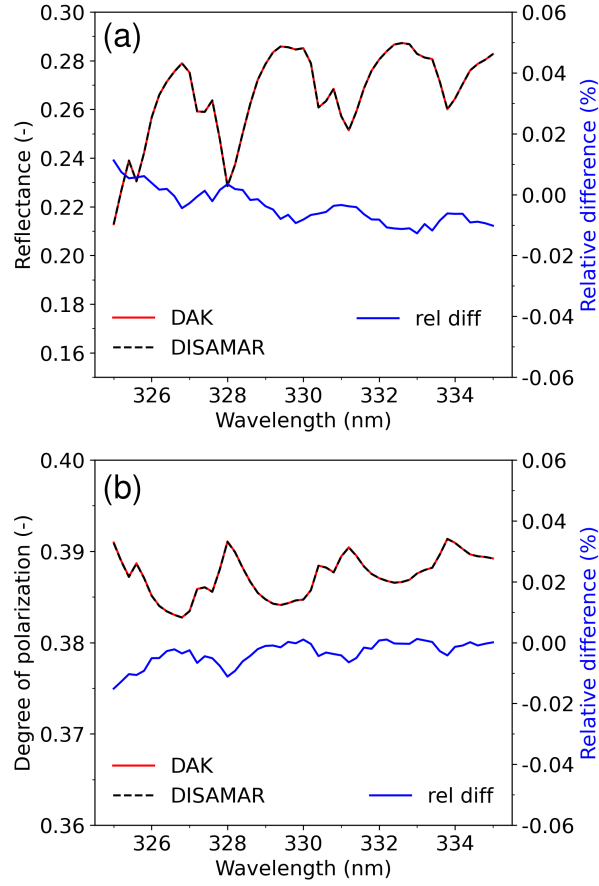 (a)
0.30
0.28
0.26
0.24
0.22
0.20
0.18
0.16
Reflectance (-)
0.06
0.04
0.02
0.00
-0.02
-0.04
-0.06
Relative difference (%)
DAK
DISAMAR
rel diff
326 328 330 332 334
Wavelength (nm)
(b)
0.40
0.39
0.38
0.37
0.36
Degree of polarization (-)
0.06
0.04
0.02
0.00
-0.02
-0.04
-0.06
Relative difference (%)
DAK
DISAMAR
rel diff
326 328 330 332 334
Wavelength (nm)